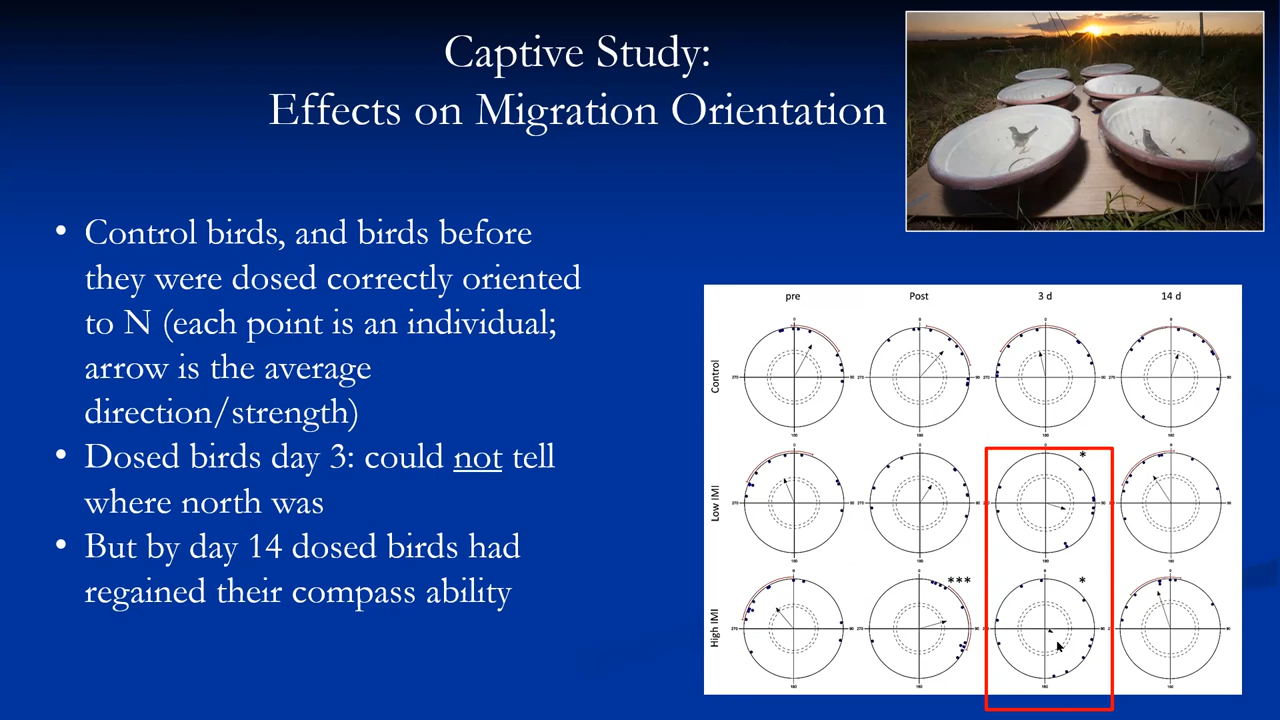 Captive Study:
Effects on Migration Orientation
• Control birds, and birds before
they were dosed correctly oriented
to N (each point is an individual;
arrow is the average
direction/strength)
• Dosed birds day 3: could not tell
where north was
• But by day 14 dosed birds had
regained their compass ability
pre Post 3 d 14 d
Control
Low IMI
*
High IMI
*** *